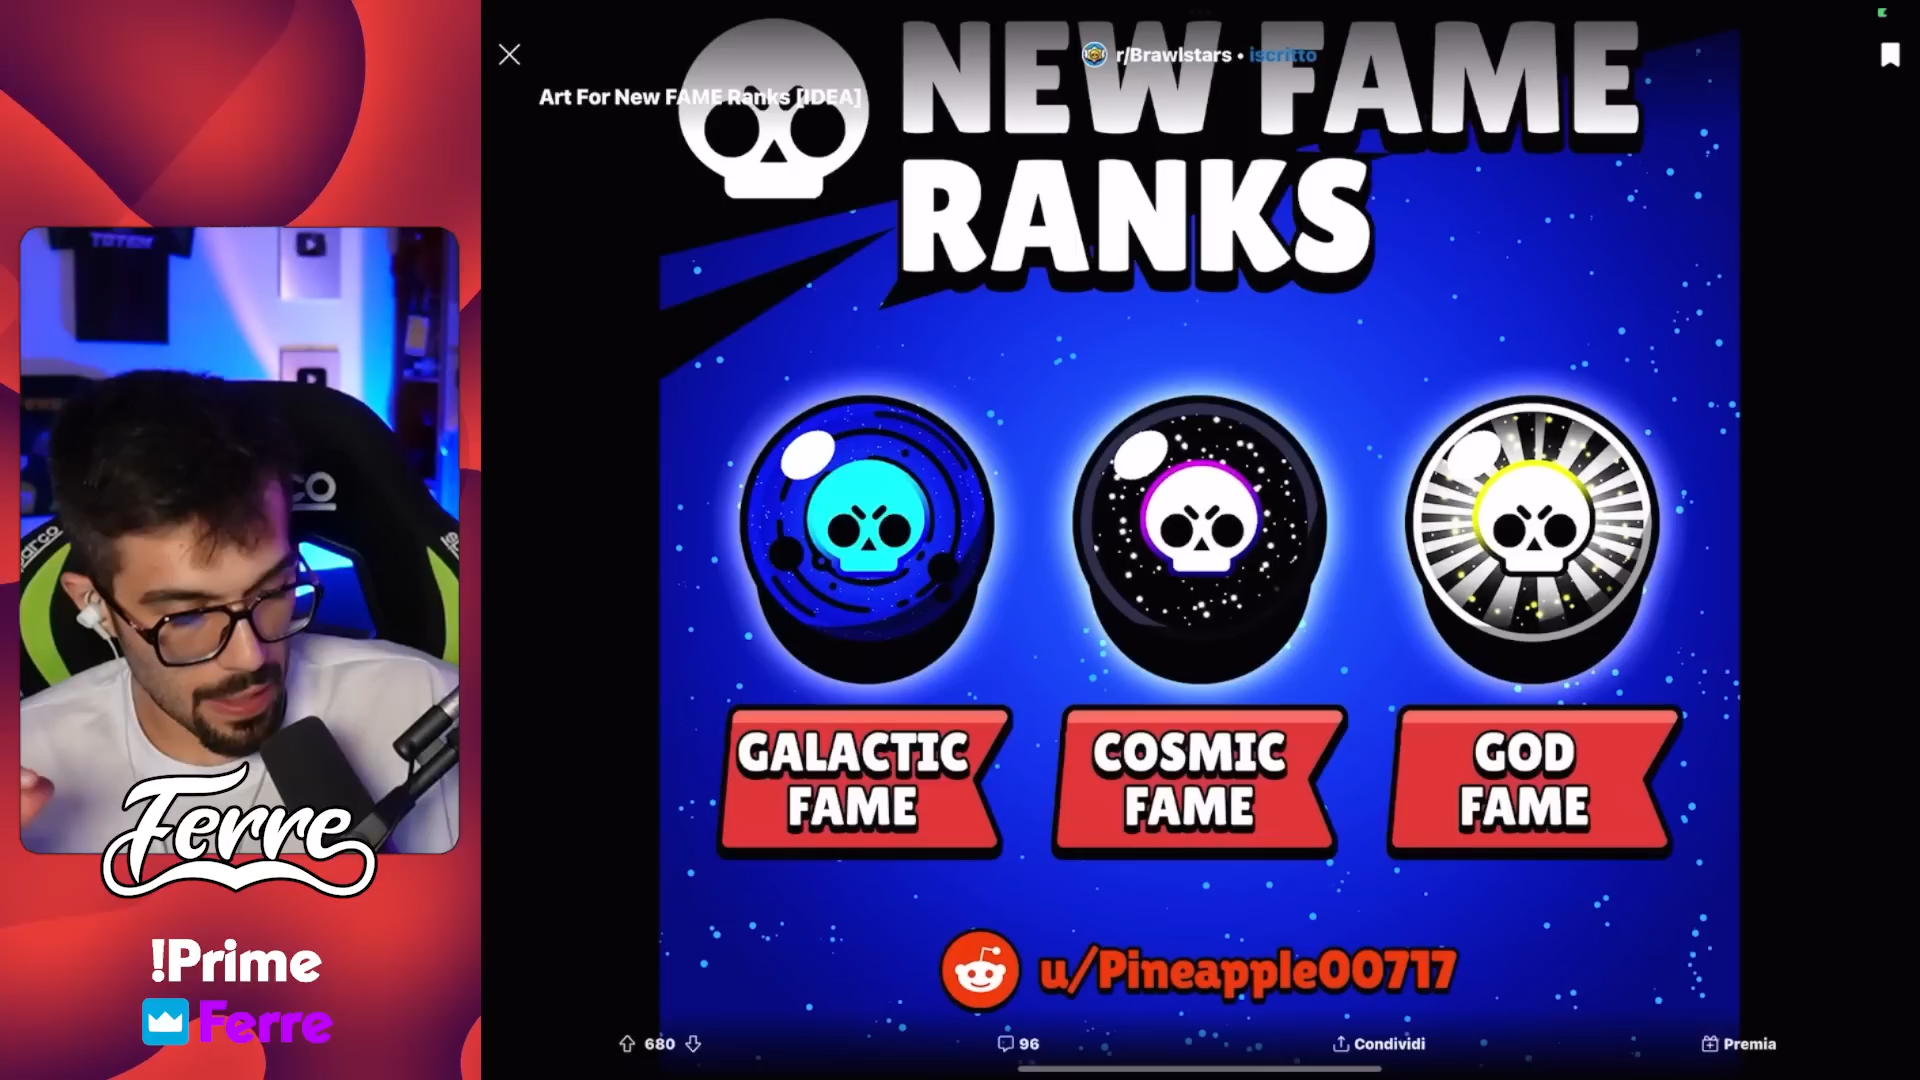 r/Brawlstars • iscritto
Art For New FAME Ranks [IDEA]
NEW FAME
RANKS
TOTEM
GALACTIC
FAME
COSMIC
FAME
GOD
FAME
Ferre
!Prime
Ferre
u/Pineapple00717
680
96
Condividi
Premia